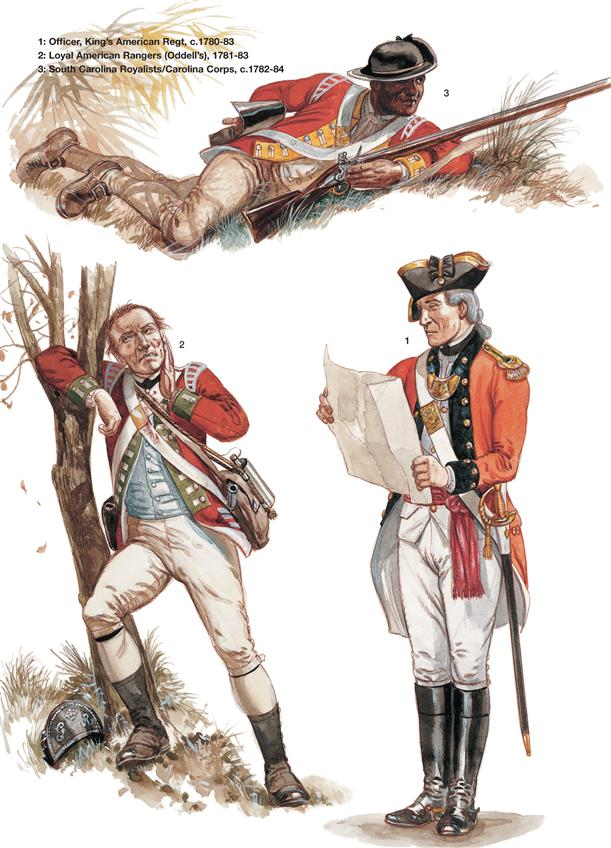 1: Officer, King's American Regt, c.1780-83
2: Loyal American Rangers (Oddell's), 1781-83
3: South Carolina Royalists/Carolina Corps, c.1782-84
3
2
1